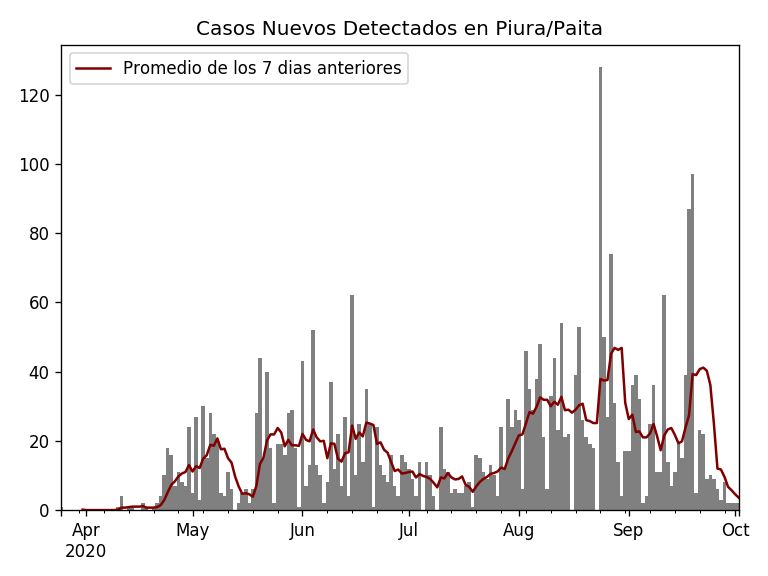 Casos Nuevos Detectados en Piura/Paita
Promedio de los 7 dias anteriores
120
100
80
60
40
20
0
Apr May Jun Jul Aug Sep Oct
2020